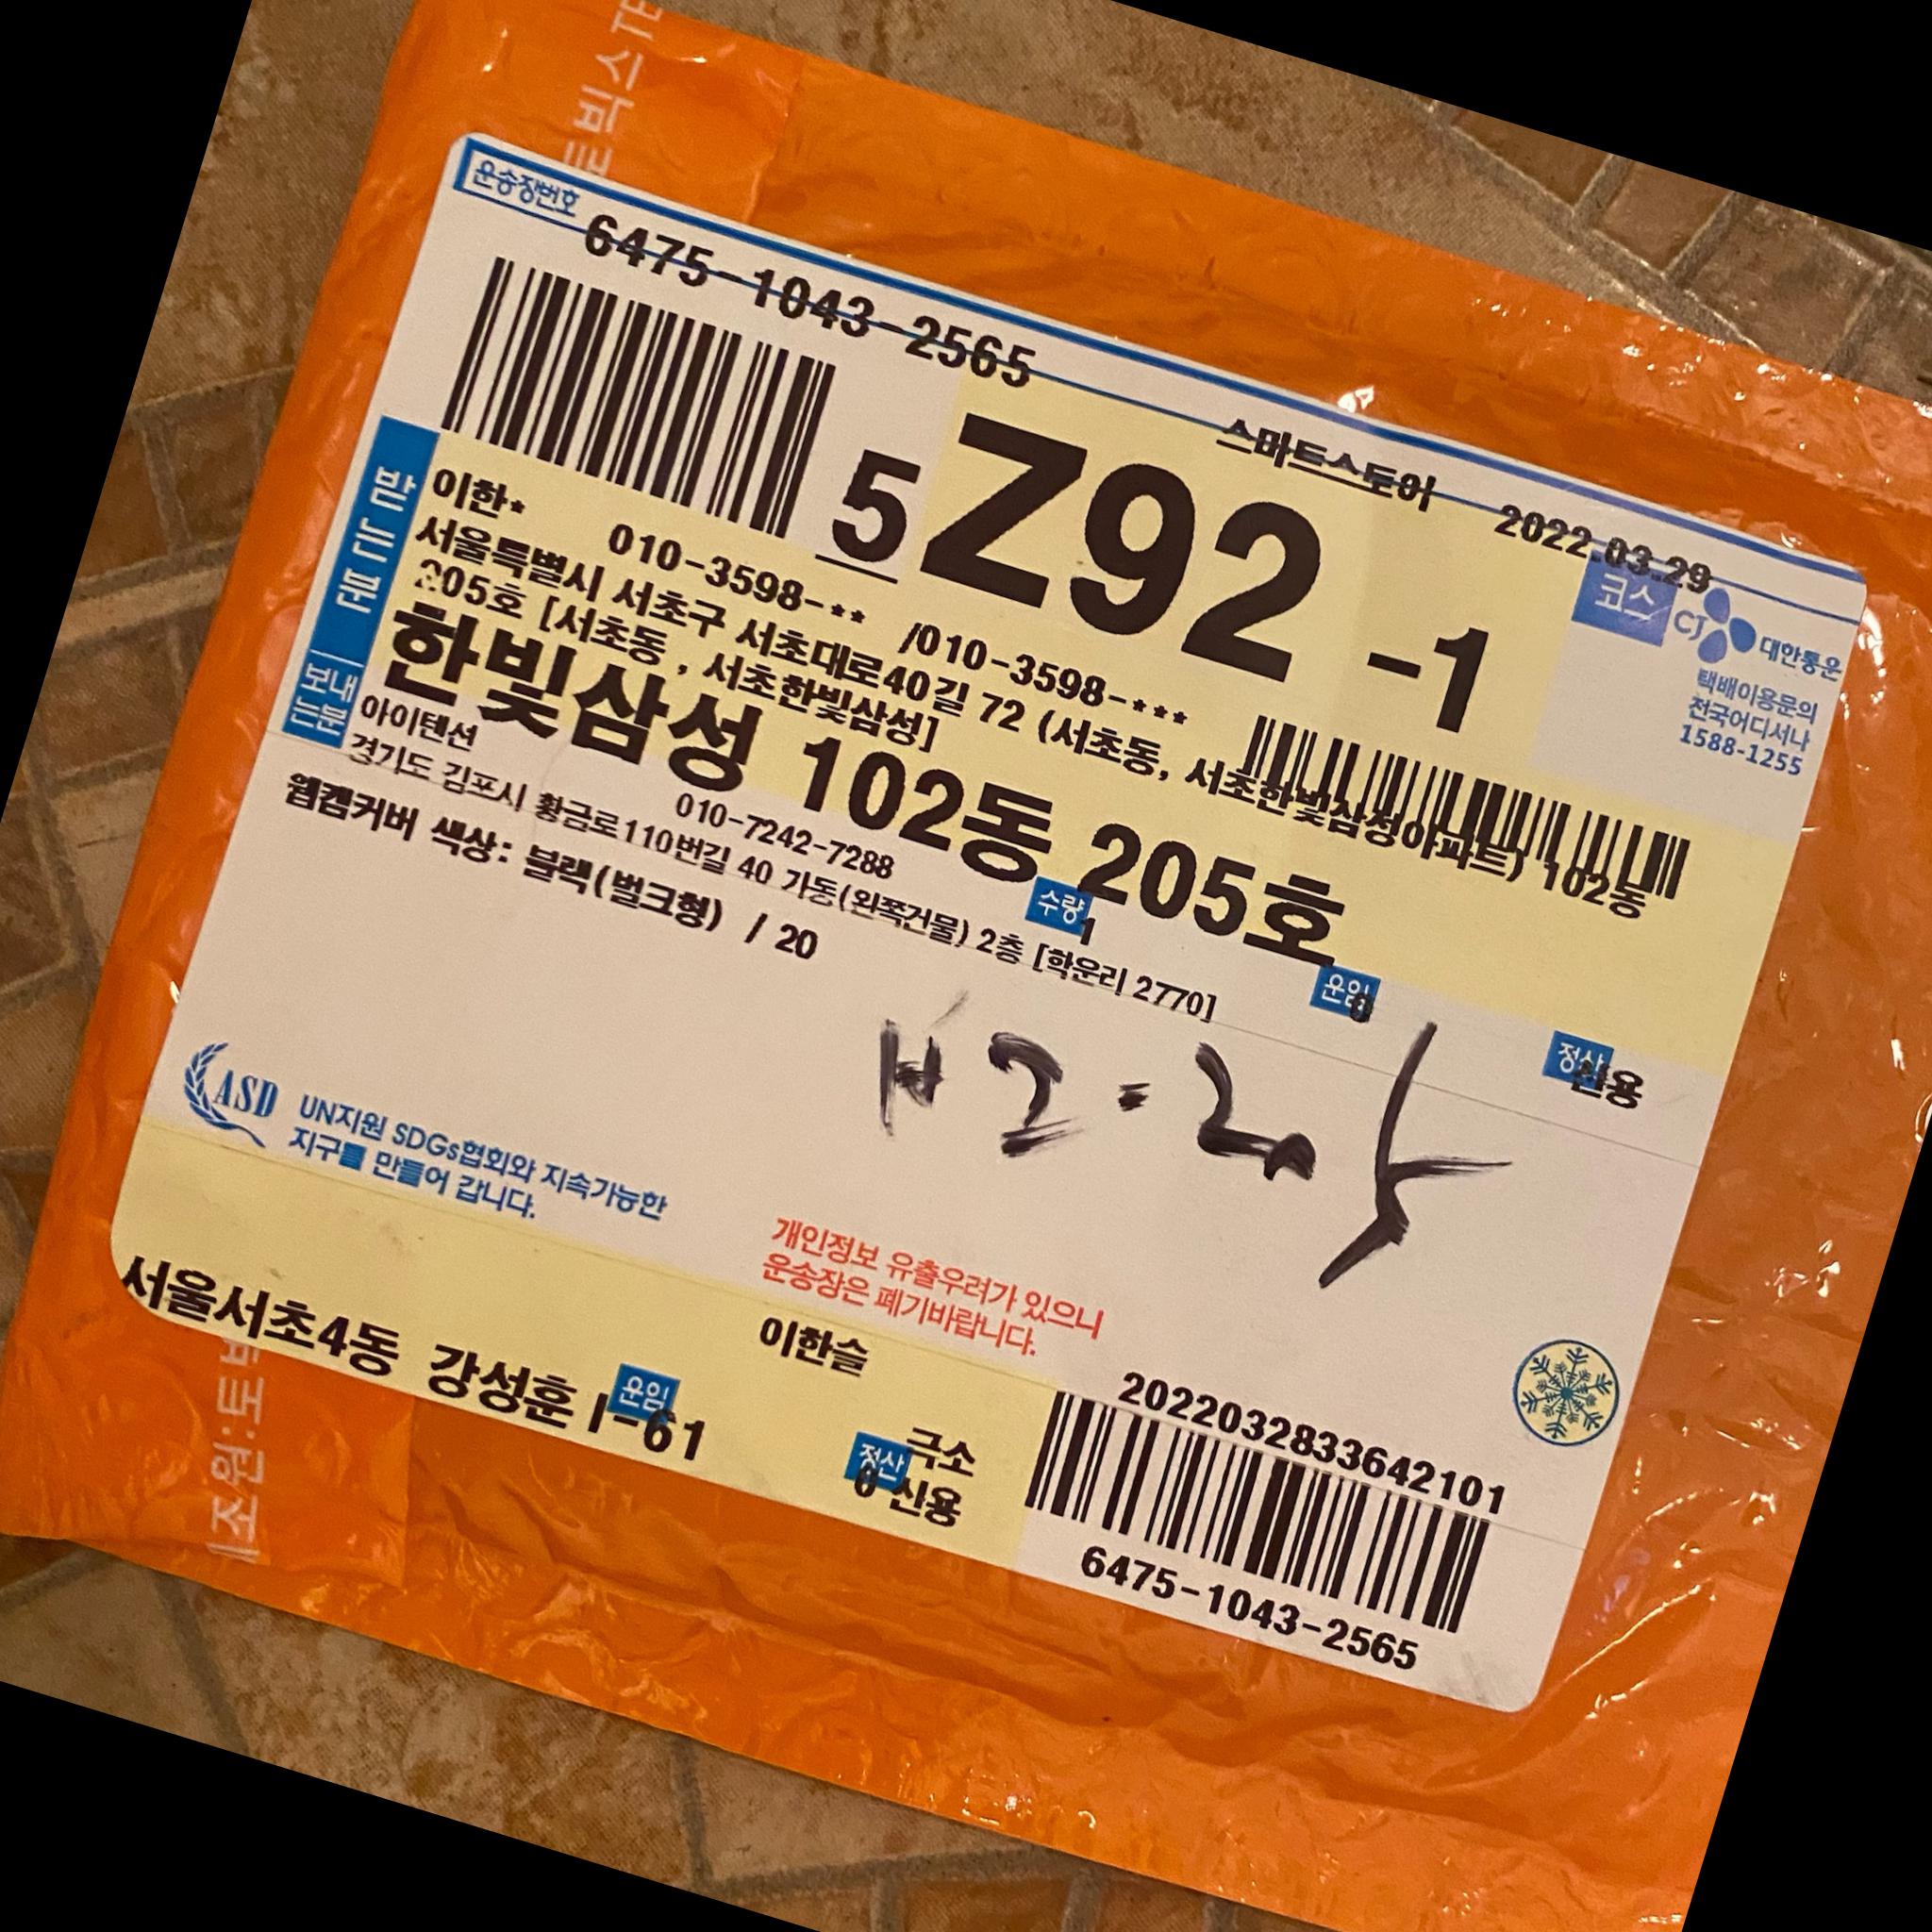 운송장번호
6475-1043-2565
스마트스토어
2022.03.29
5
Z92
-1
코스
CJ
대한통운
택배이용문의
전국어디서나
1588-1255
받
는
분
이한*
010-3598-** /010-3598-***
서울특별시 서초구 서초대로40길 72 (서초동, 서초한빛삼성아파트) 102동
205호 [서초동 , 서초한빛삼성]
한빛삼성 102동 205호
보내
는분
아이텐션
010-7242-7288
경기도 김포시 황금로110번길 40 가동(왼쪽건물) 2층 [학운리 2770]
수량
1
운임
0
정산
신용
웹캠커버 색상: 블랙(벌크형) / 20
ASD
UN지원 SDGs협회와 지속가능한
지구를 만들어 갑니다.
개인정보 유출우려가 있으니
운송장은 폐기바랍니다.
서울서초4동 강성훈 I-61
이한슬
운임
극소
정산
0 신용
2022032833642101
6475-1043-2565